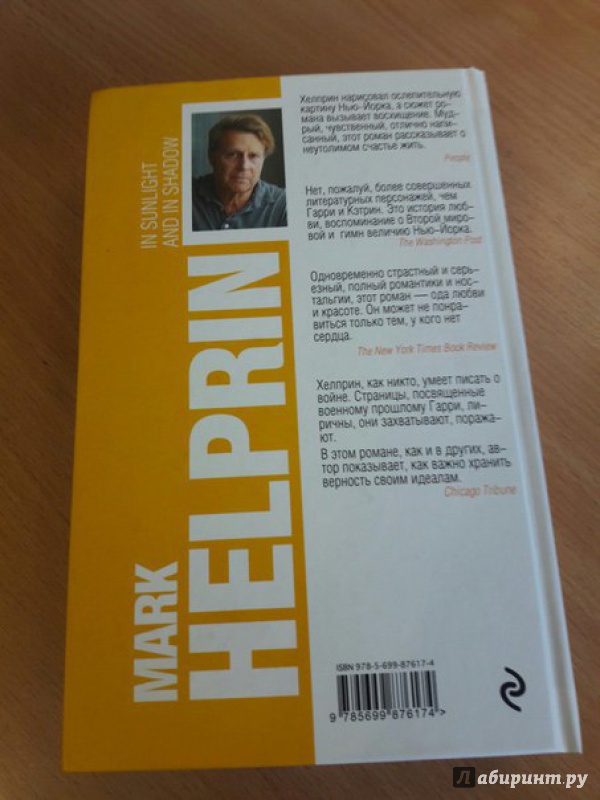 IN SUNLIGHT
AND IN SHADOW
MARK
HELPRIN
Хелприн нарисовал ослепительную
картину Нью-Йорка, а сюжет ро-
мана вызывает восхищение. Муд-
рый, чувственный, отлично напи-
санный, этот роман рассказывает о
неутолимом счастье жить.
People
Нет, пожалуй, более совершенных
литературных персонажей, чем
Гарри и Кэтрин. Это история люб-
ви, воспоминание о Второй миро-
вой и гимн величию Нью-Йорка.
The Washington Post
Одновременно страстный и серь-
езный, полный романтики и нос-
тальгии, этот роман — ода любви
и красоте. Он может не понра-
виться только тем, у кого нет
сердца.
The New York Times Book Review
Хелприн, как никто, умеет писать о
войне. Страницы, посвященные
военному прошлому Гарри, ли-
ричны, они захватывают, поража-
ют.
В этом романе, как и в других, ав-
тор показывает, как важно хранить
верность своим идеалам.
Chicago Tribune
ISBN 978-5-699-87617-4
9 785699 876174 >
Лабиринт.ру